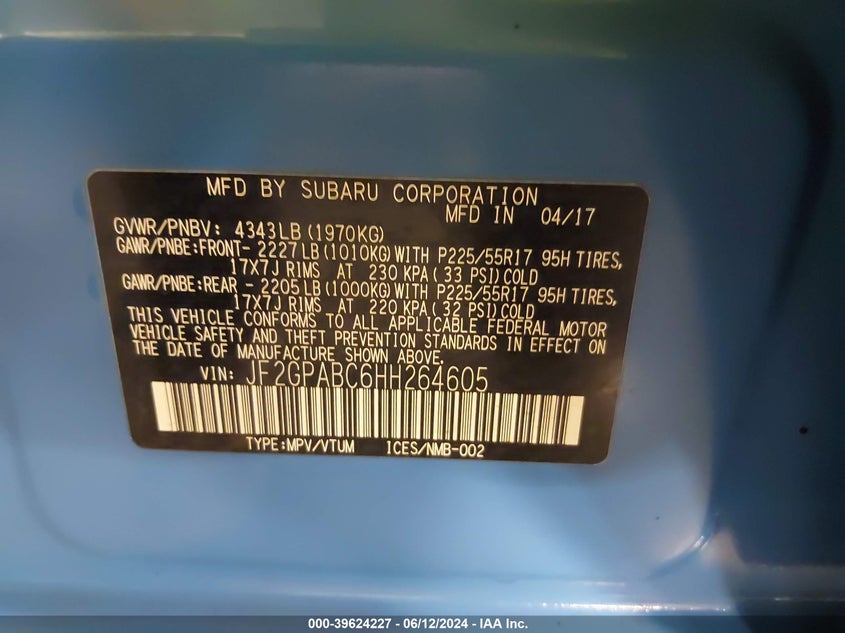 MFD BY SUBARU CORPORATION
MFD IN 04/17
GVWR/PNBV: 4343LB(1970KG)
GAWR/PNBE:FRONT- 2227LB(1010KG)WITH P225/55R17 95H TIRES,
17X7J RIMS AT 230 KPA(33 PSI)COLD
GAWR/PNBE:REAR - 2205LB(1000KG)WITH P225/55R17 95H TIRES,
17X7J RIMS AT 220 KPA(32 PSI)COLD
THIS VEHICLE CONFORMS TO ALL APPLICABLE FEDERAL MOTOR
VEHICLE SAFETY AND THEFT PREVENTION STANDARDS IN EFFECT ON
THE DATE OF MANUFACTURE SHOWN ABOVE.
VIN: JF2GPABC6HH264605
TYPE:MPV/VTUM ICES/NMB-002
000-39624227 - 06/12/2024 - IAA Inc.